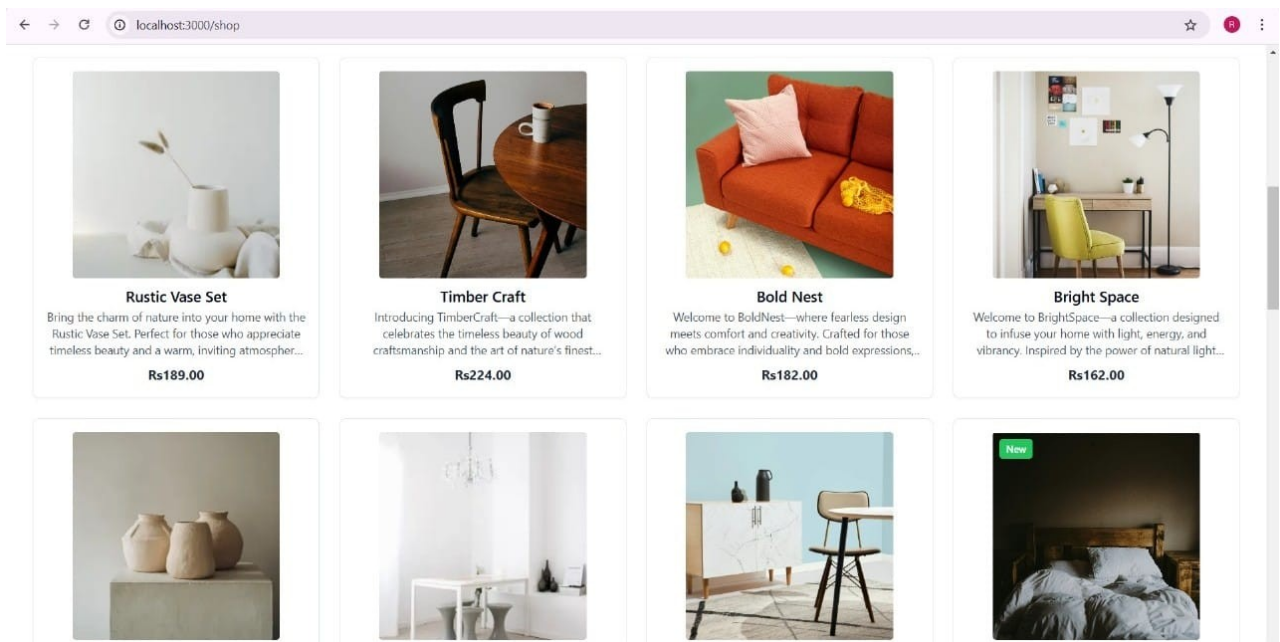 localhost:3000/shop
R
Rustic Vase Set
Bring the charm of nature into your home with the
Rustic Vase Set. Perfect for those who appreciate
timeless beauty and a warm, inviting atmospher...
Rs189.00
Timber Craft
Introducing TimberCraft—a collection that
celebrates the timeless beauty of wood
craftsmanship and the art of nature's finest...
Rs224.00
Bold Nest
Welcome to BoldNest—where fearless design
meets comfort and creativity. Crafted for those
who embrace individuality and bold expressions,...
Rs182.00
Bright Space
Welcome to BrightSpace—a collection designed
to infuse your home with light, energy, and
vibrancy. Inspired by the power of natural light...
Rs162.00
New